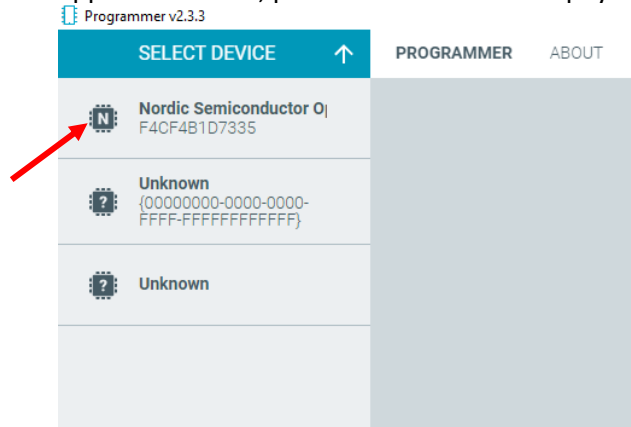 Programmer v2.3.3
SELECT DEVICE
PROGRAMMER ABOUT
N
Nordic Semiconductor O
F4CF4B1D7335
?
Unknown
{00000000-0000-0000-
FFFF-FFFFFFFFFFFF}
?
Unknown